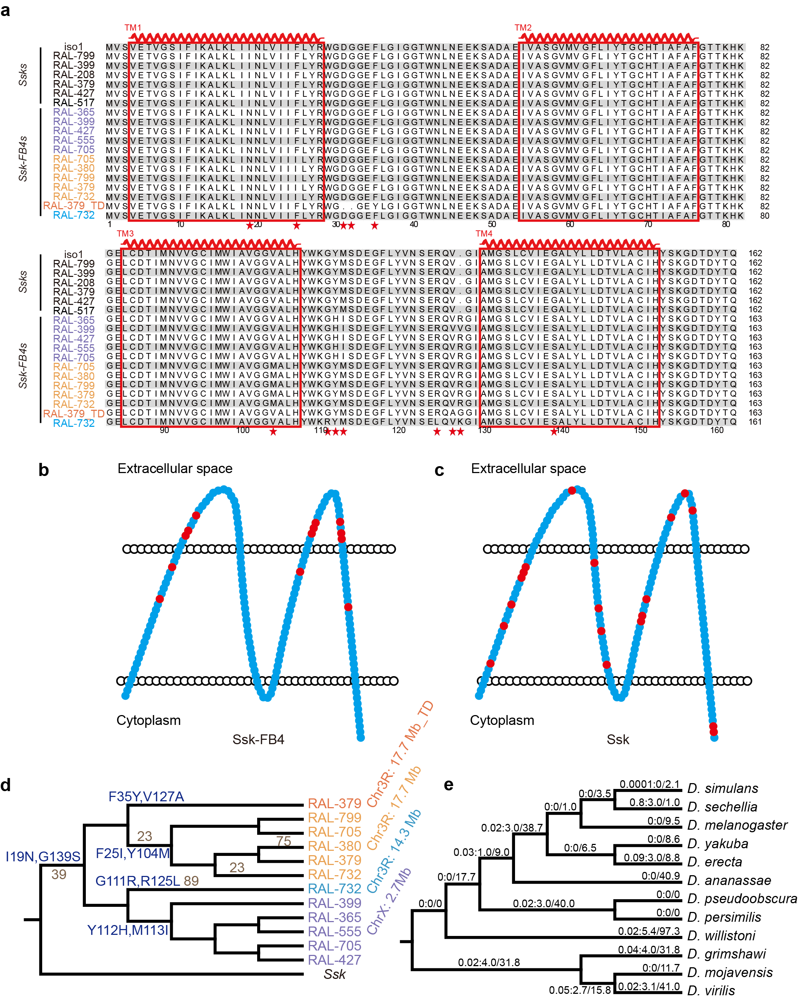 a
TM1 TM2
Ssks
Ssk-FB4s
iso1 MVSVETVGSIFIKALKLIINLVIIFLYRWGDGGEFLGIGGTWNLNEEKSADAEIVASGVMVGFLIYTGCHTIAFAFGTTKHK 82
RAL-799 MVSVETVGSIFIKALKLIINLVIIFLYRWGDGGEFLGIGGTWNLNEEKSADAEIVASGVMVGFLIYTGCHTIAFAFGTTKHK 82
RAL-399 MVSVETVGSIFIKALKLIINLVIIFLYRWGDGGEFLGIGGTWNLNEEKSADAEIVASGVMVGFLIYTGCHTIAFAFGTTKHK 82
RAL-208 MVSVETVGSIFIKALKLIINLVIIFLYRWGDGGEFLGIGGTWNLNEEKSADAEIVASGVMVGFLIYTGCHTIAFAFGTTKHK 82
RAL-379 MVSVETVGSIFIKALKLIINLVIIFLYRWGDGGEFLGIGGTWNLNEEKSADAEIVASGVMVGFLIYTGCHTIAFAFGTTKHK 82
RAL-427 MVSVETVGSIFIKALKLIINLVIIFLYRWGDGGEFLGIGGTWNLNEEKSADAEIVASGVMVGFLIYTGCHTIAFAFGTTKHK 82
RAL-517 MVSVETVGSIFIKALKLIINLVIIFLYRWGDGGEFLGIGGTWNLNEEKSADAEIVASGVMVGFLIYTGCHTIAFAFGTTKHK 82
RAL-365 MVSVETVGSIFIKALKLINNLVIIFLYRWGDGGEFLGIGGTWNLNEEKSADAEIVASGVMVGFLIYTGCHTIAFAFGTTKHK 82
RAL-399 MVSVETVGSIFIKALKLINNLVIIFLYRWGDGGEFLGIGGTWNLNEEKSADAEIVASGVMVGFLIYTGCHTIAFAFGTTKHK 82
RAL-427 MVSVETVGSIFIKALKLINNLVIIFLYRWGDGGEFLGIGGTWNLNEEKSADAEIVASGVMVGFLIYTGCHTIAFAFGTTKHK 82
RAL-555 MVSVETVGSIFIKALKLINNLVIIFLYRWGDGGEFLGIGGTWNLNEEKSADAEIVASGVMVGFLIYTGCHTIAFAFGTTKHK 82
RAL-705 MVSVETVGSIFIKALKLINNLVIIFLYRWGDGGEFLGIGGTWNLNEEKSADAEIVASGVMVGFLIYTGCHTIAFAFGTTKHK 82
RAL-705 MVSVETVGSIFIKALKLINNLVIIILYRWGDGGEFLGIGGTWNLNEEKSADAEIVASGVMVGFLIYTGCHTIAFAFGTTKHK 82
RAL-380 MVSVETVGSIFIKALKLINNLVIIILYRWGDGGEFLGIGGTWNLNEEKSADAEIVASGVMVGFLIYTGCHTIAFAFGTTKHK 82
RAL-799 MVSVETVGSIFIKALKLINNLVIIILYRWGDGGEFLGIGGTWNLNEEKSADAEIVASGVMVGFLIYTGCHTIAFAFGTTKHK 82
RAL-379 MVSVETVGSIFIKALKLINNLVIIILYRWGDGGEFLGIGGTWNLNEEKSADAEIVASGVMVGFLIYTGCHTIAFAFGTTKHK 82
RAL-732 MVSVETVGSIFIKALKLINNLVIIILYRWGDGGEFLGIGGTWNLNEEKSADAEIVASGVMVGFLIYTGCHTIAFAFGTTKHK 82
RAL-379_TD MVSVETVGSIFIKALKLINNLVIIFLYRWG..GEYLGIGGTWNLNEEKSADAEIVASGVMVGFLIYTGCHTIAFAFGTTKHK 82
RAL-732 MVSVETVGSIFIKALKLINNLVIIFLYRWGDGGEFLGIGGTWNLNEEKSADAEIVASGVMVGFLIYTGCHTIAFAFGTTKHK 80
1 10 20 30 40 50 60 70 80
TM3 TM4
Ssks
Ssk-FB4s
iso1 GELCDTIMNVVGCIMWIAVGGVALHYWKGYMSDEGFLYVNSERQV.GIAMGSLCVIEGALYLLDTVLACIHYSKGDTDYTQ 162
RAL-799 GELCDTIMNVVGCIMWIAVGGVALHYWKGYMSDEGFLYVNSERQV.GIAMGSLCVIEGALYLLDTVLACIHYSKGDTDYTQ 162
RAL-399 GELCDTIMNVVGCIMWIAVGGVALHYWKGYMSDEGFLYVNSERQV.GIAMGSLCVIEGALYLLDTVLACIHYSKGDTDYTQ 162
RAL-208 GELCDTIMNVVGCIMWIAVGGVALHYWKGYMSDEGFLYVNSERQV.GIAMGSLCVIEGALYLLDTVLACIHYSKGDTDYTQ 162
RAL-379 GELCDTIMNVVGCIMWIAVGGVALHYWKGYMSDEGFLYVNSERQV.GIAMGSLCVIEGALYLLDTVLACIHYSKGDTDYTQ 162
RAL-427 GELCDTIMNVVGCIMWIAVGGVALHYWKGYMSDEGFLYVNSERQV.GIAMGSLCVIEGALYLLDTVLACIHYSKGDTDYTQ 162
RAL-517 GELCDTIMNVVGCIMWIAVGGVALHYWKGYMSDEGFLYVNSERQV.GIAMGSLCVIEGALYLLDTVLACIHYSKGDTDYTQ 162
RAL-365 GELCDTIMNVVGCIMWIAVGGVALHYWKGHISDEGFLYVNSERQVRGIAMGSLCVIESALYLLDTVLACIHYSKGDTDYTQ 163
RAL-399 GELCDTIMNVVGCIMWIAVGGVALHYWKGHISDEGFLYVNSERQVVGIAMGSLCVIESALYLLDTVLACIHYSKGDTDYTQ 163
RAL-427 GELCDTIMNVVGCIMWIAVGGVALHYWKGHISDEGFLYVNSERQVRGIAMGSLCVIESALYLLDTVLACIHYSKGDTDYTQ 163
RAL-555 GELCDTIMNVVGCIMWIAVGGVALHYWKGHISDEGFLYVNSERQVRGIAMGSLCVIESALYLLDTVLACIHYSKGDTDYTQ 163
RAL-705 GELCDTIMNVVGCIMWIAVGGVALHYWKGHISDEGFLYVNSERQVRGIAMGSLCVIESALYLLDTVLACIHYSKGDTDYTQ 163
RAL-705 GELCDTIMNVVGCIMWIAVGGMALHYWKGYMSDEGFLYVNSERQVRGIAMGSLCVIESALYLLDTVLACIHYSKGDTDYTQ 163
RAL-380 GELCDTIMNVVGCIMWIAVGGMALHYWKGYMSDEGFLYVNSERQVRGIAMGSLCVIESALYLLDTVLACIHYSKGDTDYTQ 163
RAL-799 GELCDTIMNVVGCIMWIAVGGMALHYWKGYMSDEGFLYVNSERQVRGIAMGSLCVIESALYLLDTVLACIHYSKGDTDYTQ 163
RAL-379 GELCDTIMNVVGCIMWIAVGGMALHYWKGYMSDEGFLYVNSERQVRGIAMGSLCVIESALYLLDTVLACIHYSKGDTDYTQ 163
RAL-732 GELCDTIMNVVGCIMWIAVGGMALHYWKGYMSDEGFLYVNSERQVRGIAMGSLCVIESALYLLDTVLACIHYSKGDTDYTQ 163
RAL-379_TD GELCDTIMNVVGCIMWIAVGGVALHYWKGYMSDEGFLYVNSERQAGGIAMGSLCVIESALYLLDTVLACIHYSKGDTDYTQ 163
RAL-732 GELCDTIMNVVGCIMWIAVGGVALHYWKRYMSDEGFLYVNSELQVKGIAMGSLCVIESALYLLDTVLACIHYSKGDTDYTQ 161
90 100 110 120 130 140 150 160
b
Extracellular space
Cytoplasm
Ssk-FB4
c
Extracellular space
Cytoplasm
Ssk
d
F35Y,V127A
23
F25I,Y104M
75
23
I19N,G139S
39
G111R,R125L 89
Y112H,M113I
RAL-379
RAL-799
RAL-705
RAL-380
RAL-379
RAL-732
RAL-732
RAL-399
RAL-365
RAL-555
RAL-705
RAL-427
Ssk
Chr3R: 17.7 Mb_TD
Chr3R: 17.7 Mb
Chr3R: 14.3 Mb
ChrX: 2.7Mb
e
0.0001:0/2.1 D. simulans
0:0/3.5
0.8:3.0/1.0 D. sechellia
0:0/1.0
0:0/9.5 D. melanogaster
0.02:3.0/38.7
0:0/8.6 D. yakuba
0:0/6.5
0.09:3.0/8.8 D. erecta
0.03:1.0/9.0
0:0/40.9 D. ananassae
0:0/17.7
0:0/0 D. pseudoobscura
0:0/0
0.02:3.0/40.0
0:0/0 D. persimilis
0.02:5.4/97.3 D. willistoni
0.04:4.0/31.8 D. grimshawi
0.02:4.0/31.8
0:0/11.7 D. mojavensis
0.05:2.7/15.8
0.02:3.1/41.0 D. virilis